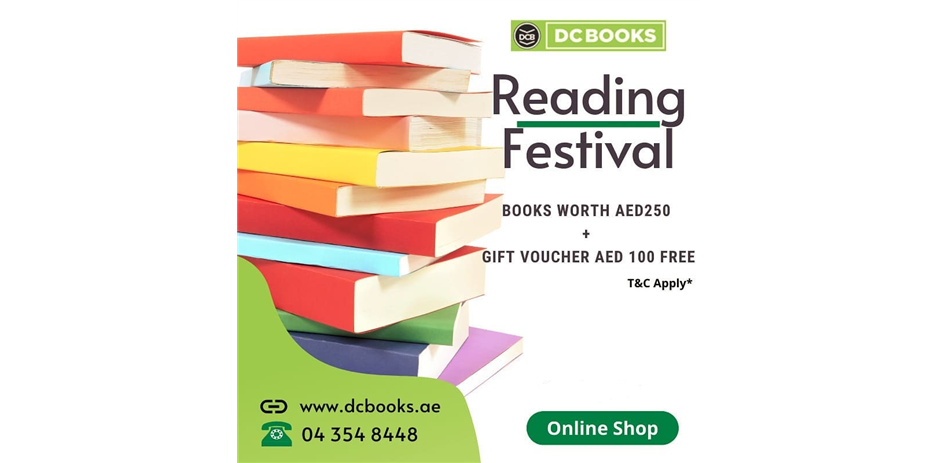 DCB DC BOOKS
Reading
Festival
BOOKS WORTH AED250
+
GIFT VOUCHER AED 100 FREE
T&C Apply*
www.dcbooks.ae
04 354 8448
Online Shop